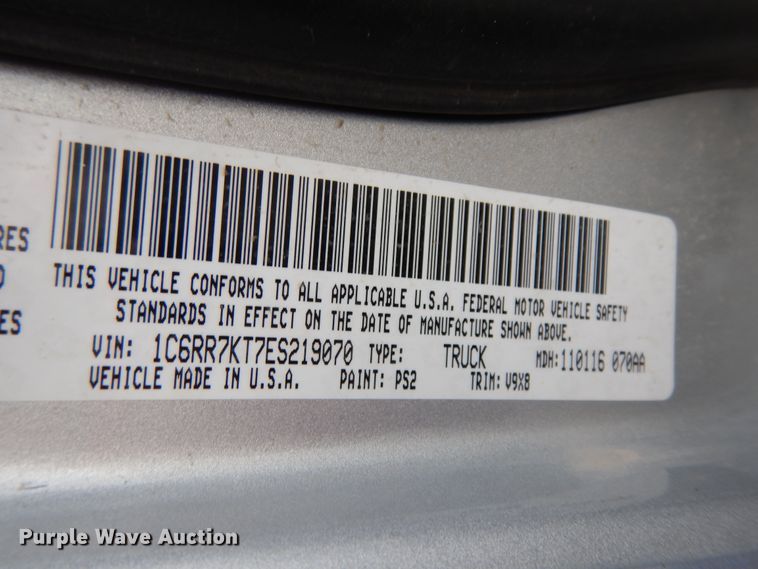 RES
ES
THIS VEHICLE CONFORMS TO ALL APPLICABLE U.S.A. FEDERAL MOTOR VEHICLE SAFETY
STANDARDS IN EFFECT ON THE DATE OF MANUFACTURE SHOWN ABOVE.
VIN: 1C6RR7KT7ES219070 TYPE: TRUCK MDH:110116 070AA
VEHICLE MADE IN U.S.A. PAINT: PS2 TRIM: V9X8
Purple Wave Auction